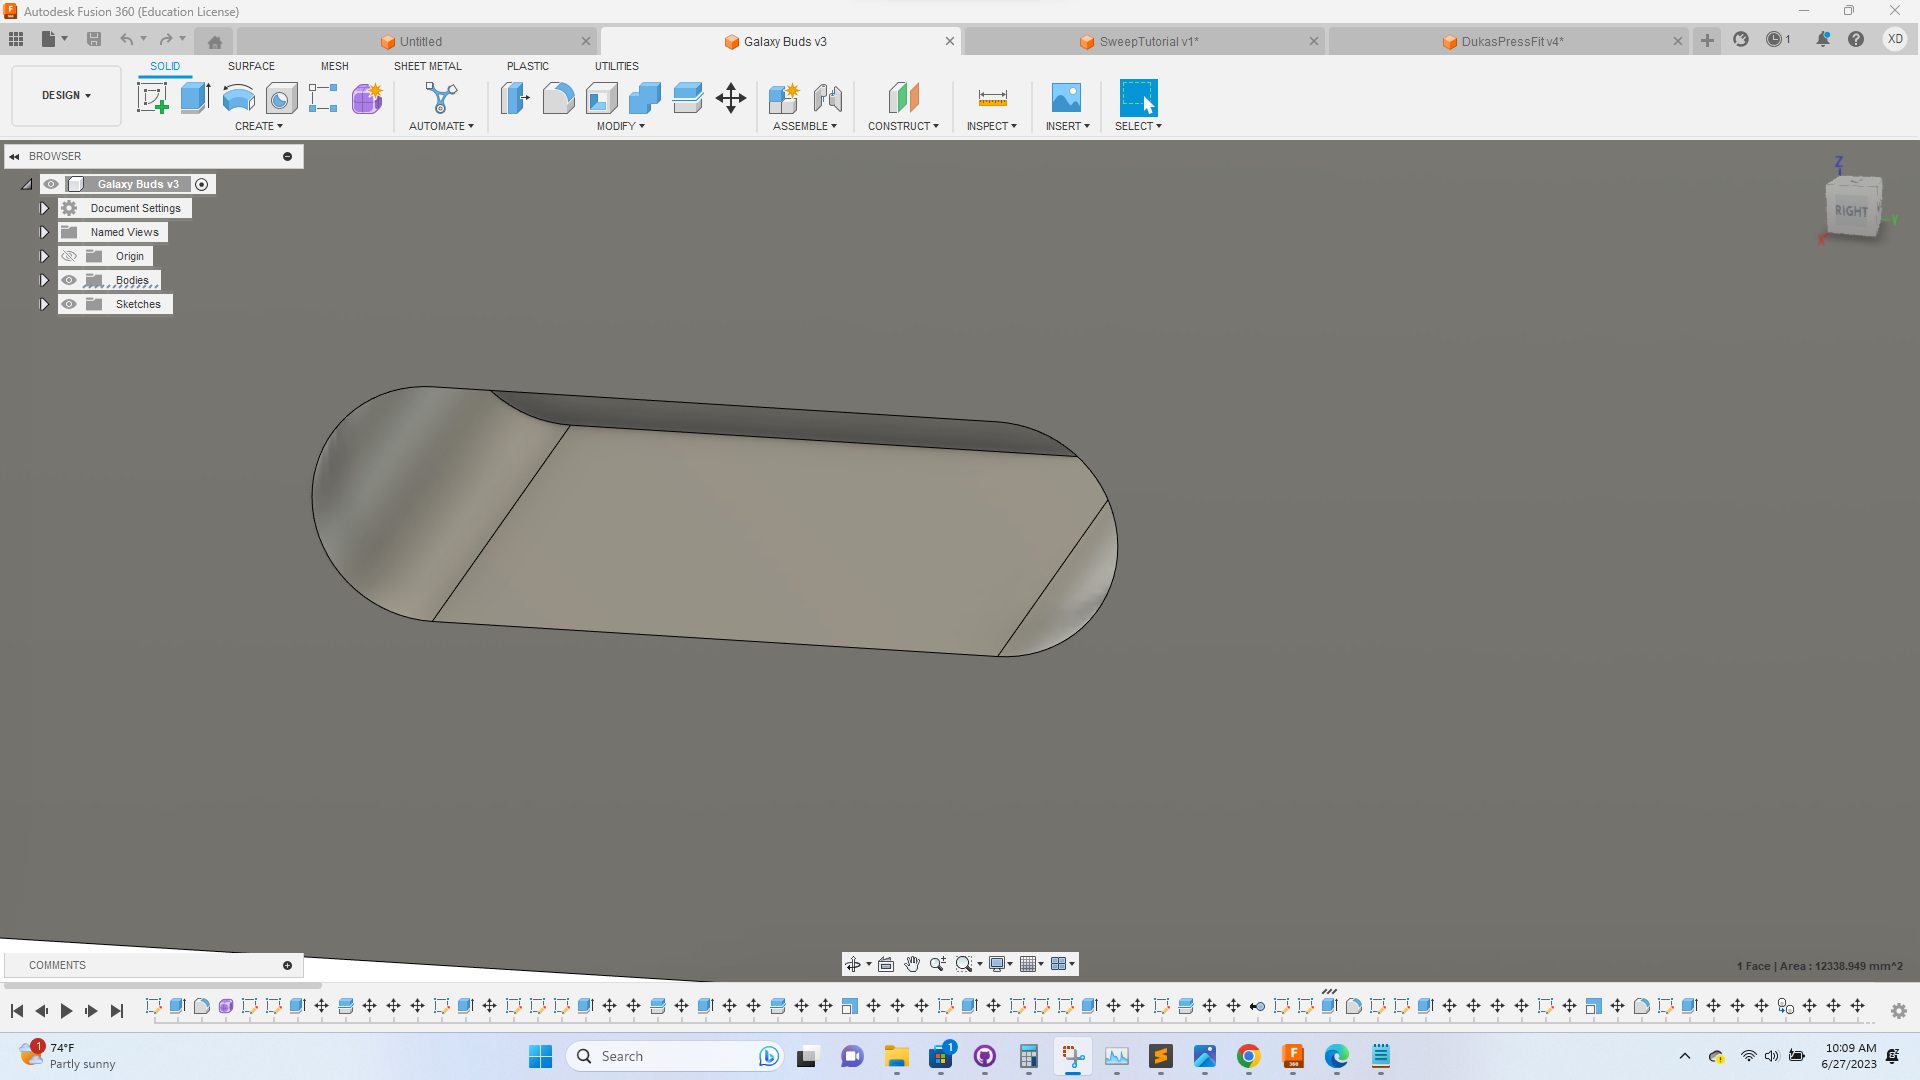 Autodesk Fusion 360 (Education License)
Untitled
Galaxy Buds v3
SweepTutorial v1*
DukasPressFit v4*
1
XD
DESIGN
SOLID
SURFACE
MESH
SHEET METAL
PLASTIC
UTILITIES
CREATE
AUTOMATE
MODIFY
ASSEMBLE
CONSTRUCT
INSPECT
INSERT
SELECT
BROWSER
Galaxy Buds v3
Document Settings
Named Views
Origin
Bodies
Sketches
Z
RIGHT
Y
X
COMMENTS
1 Face | Area : 12338.949 mm^2
1
74°F
Partly sunny
Search
1
10:09 AM
6/27/2023